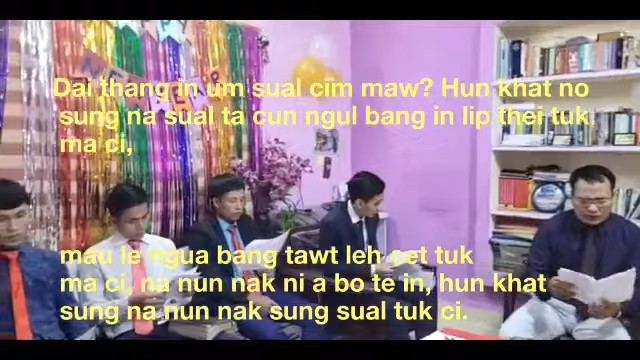 Dai thang in um sual cim maw? Hun khat no
sung na sual ta cun ngul bang in lip thei tuk
ma ci,
mau le ngua bang tawt leh cet tuk
ma ci, na nun nak ni a bo te in, hun khat
sung na nun nak sung sual tuk ci.